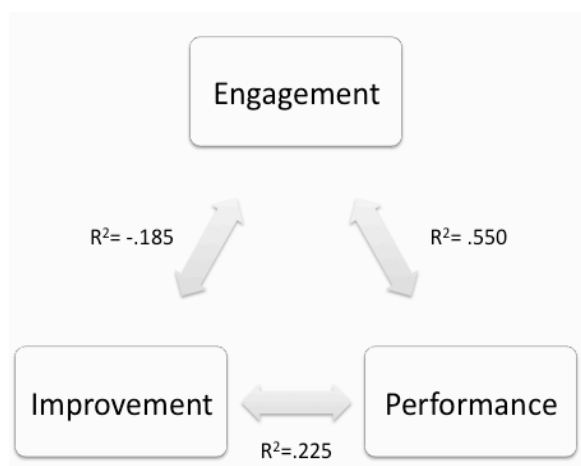 Engagement
R²= -.185
R²= .550
Improvement
Performance
R²=.225